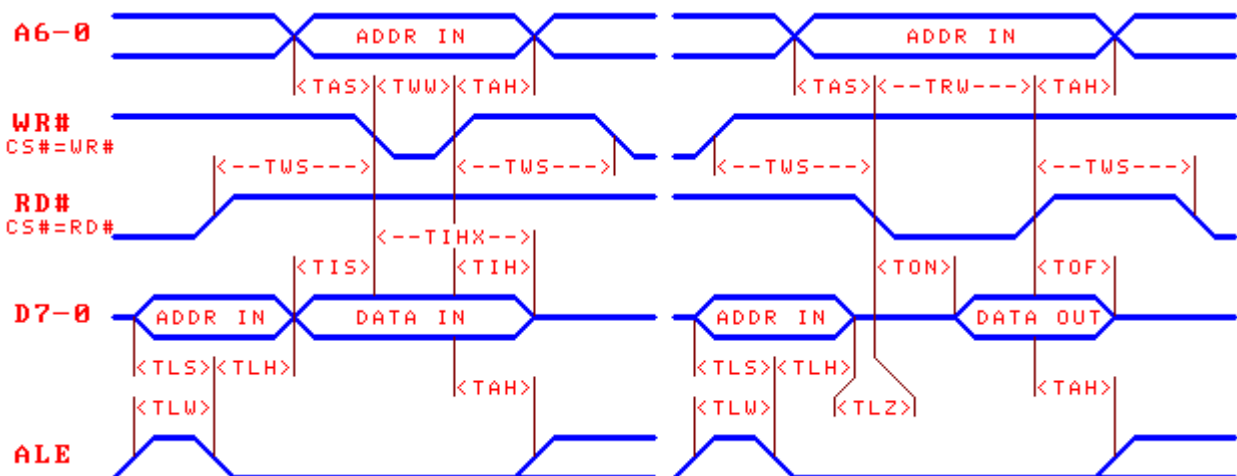 A6-0 ADDR IN ADDR IN
<TAS> <TWW> <TAH> <TAS> <--TRW---> <TAH>
WR#
CS#=WR#
<--TWS---> <--TWS---> <--TWS---> <--TWS--->
RD#
CS#=RD#
<--TIHX-->
<TIS> <TIH> <TON> <TOF>
D7-0 ADDR IN DATA IN ADDR IN DATA OUT
<TLS> <TLH> <TLS> <TLH>
<TAH> <TAH>
<TLW> <TLW> <TLZ>
ALE